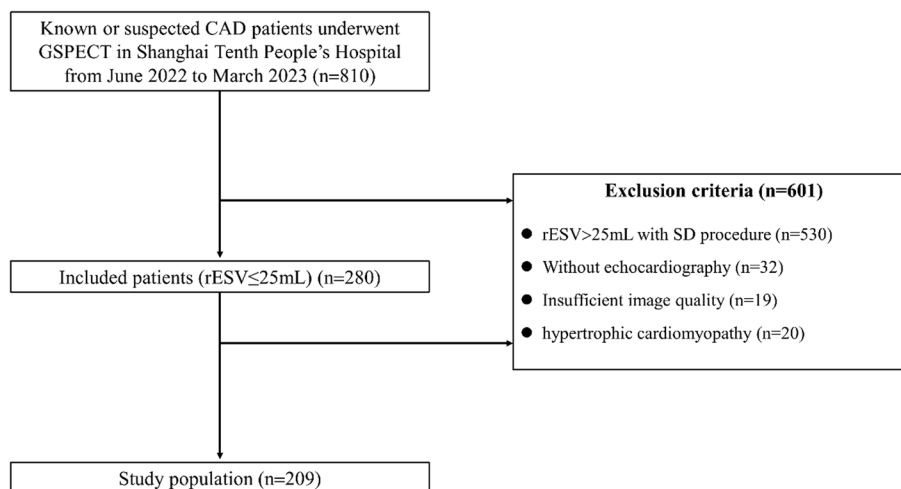 Known or suspected CAD patients underwent
GSPECT in Shanghai Tenth People's Hospital
from June 2022 to March 2023 (n=810)
Exclusion criteria (n=601)
● rESV>25mL with SD procedure (n=530)
● Without echocardiography (n=32)
● Insufficient image quality (n=19)
● hypertrophic cardiomyopathy (n=20)
Included patients (rESV≤25mL) (n=280)
Study population (n=209)